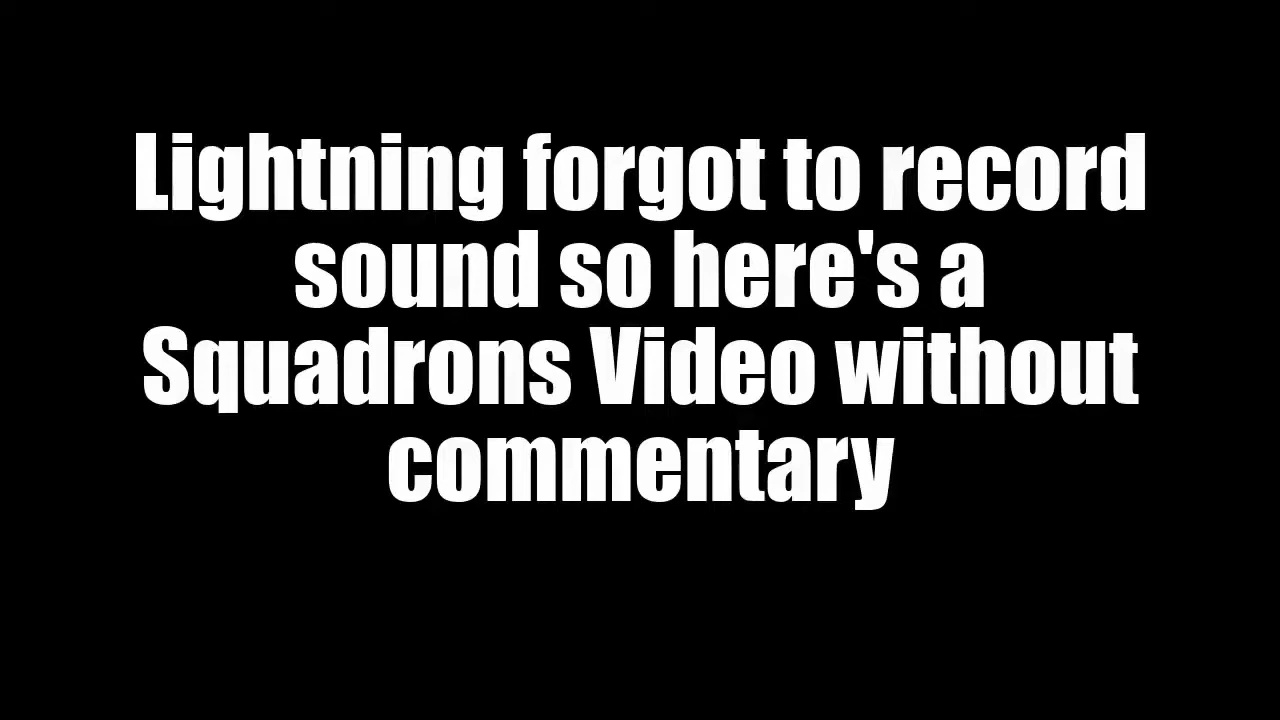 Lightning forgot to record
sound so here's a
Squadrons Video without
commentary